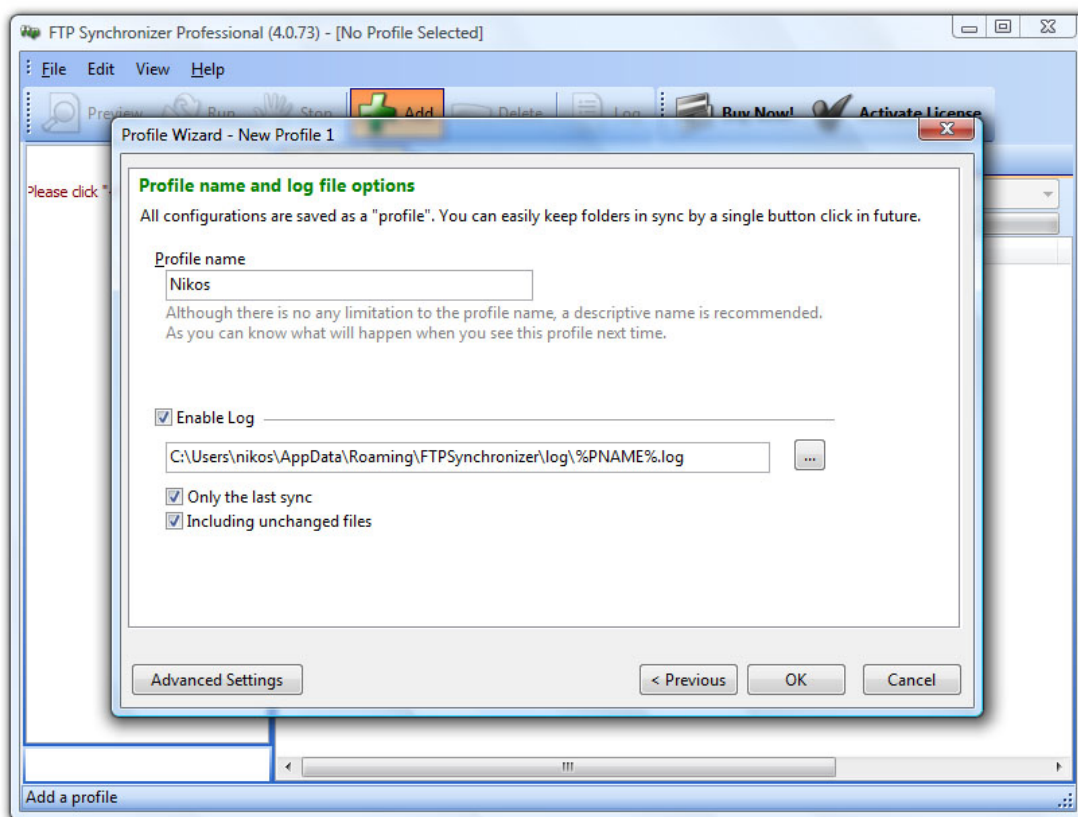 FTP Synchronizer Professional (4.0.73) - [No Profile Selected]
File Edit View Help
Preview Run Stop Add Delete Log Buy Now! Activate License
Profile Wizard - New Profile 1
Please click "
Profile name and log file options
All configurations are saved as a "profile". You can easily keep folders in sync by a single button click in future.
Profile name
Nikos
Although there is no any limitation to the profile name, a descriptive name is recommended.
As you can know what will happen when you see this profile next time.
Enable Log
C:\Users\nikos\AppData\Roaming\FTPSynchronizer\log\%PNAME%.log
...
Only the last sync
Including unchanged files
Advanced Settings
< Previous
OK
Cancel
Add a profile